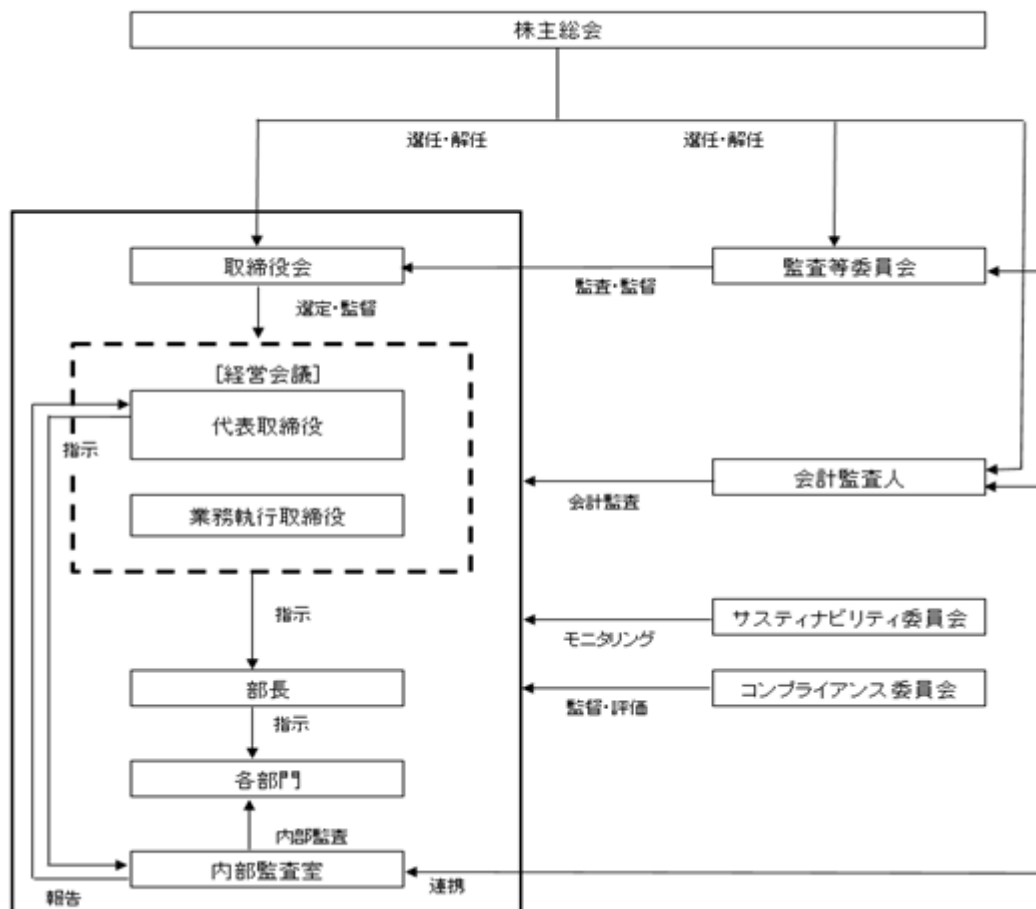 株主総会
選任・解任
選任・解任
取締役会
監査等委員会
監査・監督
選定・監督
[経営会議]
代表取締役
指示
会計監査人
会計監査
業務執行取締役
指示
サスティナビリティ委員会
モニタリング
部長
コンプライアンス委員会
監督・評価
指示
各部門
内部監査
内部監査室
連携
報告